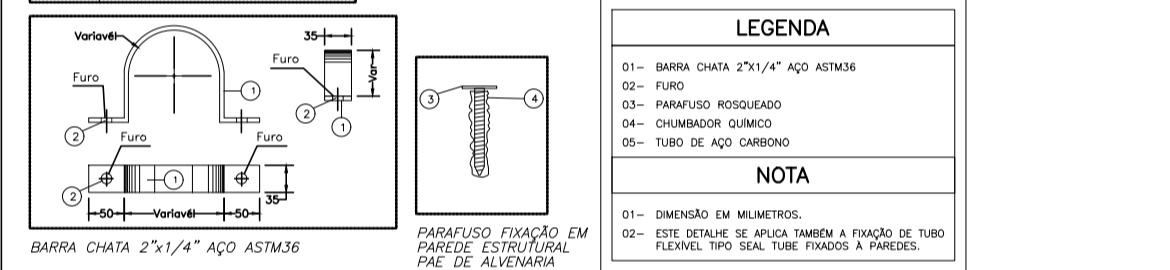 Variavél
35
Furo
Furo
Var
1
2
2
1
Furo
Furo
2
1
35
50
Variavél
50
BARRA CHATA 2"x1/4" AÇO ASTM36
3
4
PARAFUSO FIXAÇÃO EM
PAREDE ESTRUTURAL
PAE DE ALVENARIA
LEGENDA
01- BARRA CHATA 2"X1/4" AÇO ASTM36
02- FURO
03- PARAFUSO ROSQUEADO
04- CHUMBADOR QUÍMICO
05- TUBO DE AÇO CARBONO
NOTA
01- DIMENSÃO EM MILIMETROS.
02- ESTE DETALHE SE APLICA TAMBÉM A FIXAÇÃO DE TUBO
FLEXÍVEL TIPO SEAL TUBE FIXADOS À PAREDES.